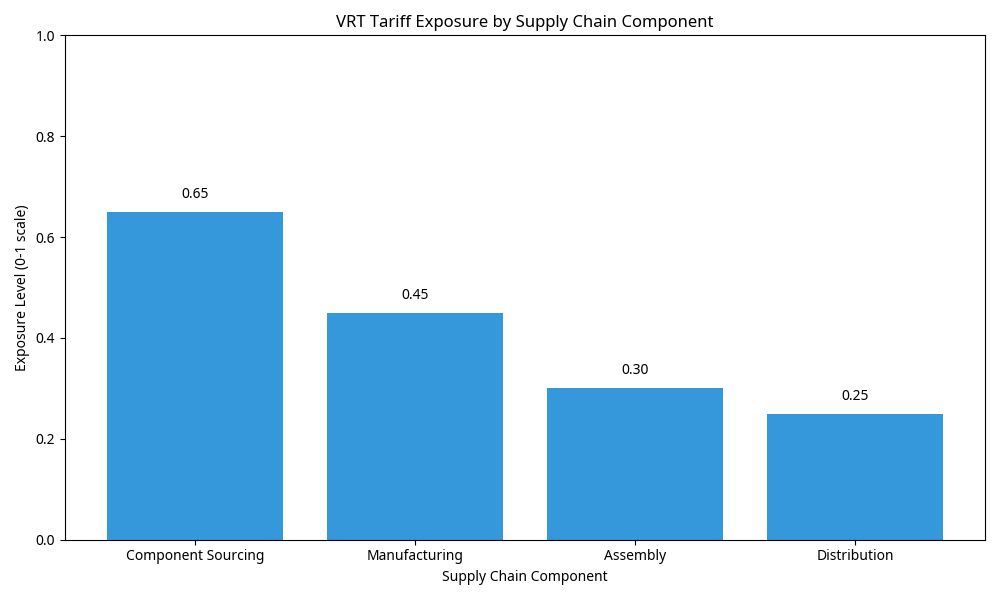 VRT Tariff Exposure by Supply Chain Component
Exposure Level (0-1 scale)
1.0
0.8
0.6
0.4
0.2
0.0
0.65
0.45
0.30
0.25
Component Sourcing
Manufacturing
Assembly
Distribution
Supply Chain Component